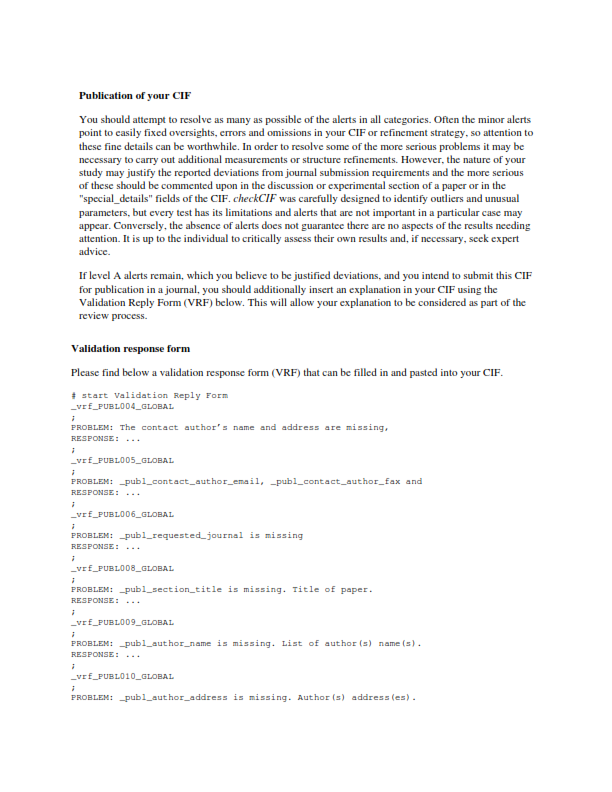 Publication of your CIF
You should attempt to resolve as many as possible of the alerts in all categories. Often the minor alerts
point to easily fixed oversights, errors and omissions in your CIF or refinement strategy, so attention to
these fine details can be worthwhile. In order to resolve some of the more serious problems it may be
necessary to carry out additional measurements or structure refinements. However, the nature of your
study may justify the reported deviations from journal submission requirements and the more serious
of these should be commented upon in the discussion or experimental section of a paper or in the
"special_details" fields of the CIF. checkCIF was carefully designed to identify outliers and unusual
parameters, but every test has its limitations and alerts that are not important in a particular case may
appear. Conversely, the absence of alerts does not guarantee there are no aspects of the results needing
attention. It is up to the individual to critically assess their own results and, if necessary, seek expert
advice.
If level A alerts remain, which you believe to be justified deviations, and you intend to submit this CIF
for publication in a journal, you should additionally insert an explanation in your CIF using the
Validation Reply Form (VRF) below. This will allow your explanation to be considered as part of the
review process.
Validation response form
Please find below a validation response form (VRF) that can be filled in and pasted into your CIF.
# start Validation Reply Form
_vrf_PUBL004_GLOBAL
;
PROBLEM: The contact author's name and address are missing,
RESPONSE: ...
;
_vrf_PUBL005_GLOBAL
;
PROBLEM: _publ_contact_author_email, _publ_contact_author_fax and
RESPONSE: ...
;
_vrf_PUBL006_GLOBAL
;
PROBLEM: _publ_requested_journal is missing
RESPONSE: ...
;
_vrf_PUBL008_GLOBAL
;
PROBLEM: _publ_section_title is missing. Title of paper.
RESPONSE: ...
;
_vrf_PUBL009_GLOBAL
;
PROBLEM: _publ_author_name is missing. List of author(s) name(s).
RESPONSE: ...
;
_vrf_PUBL010_GLOBAL
;
PROBLEM: _publ_author_address is missing. Author(s) address(es).